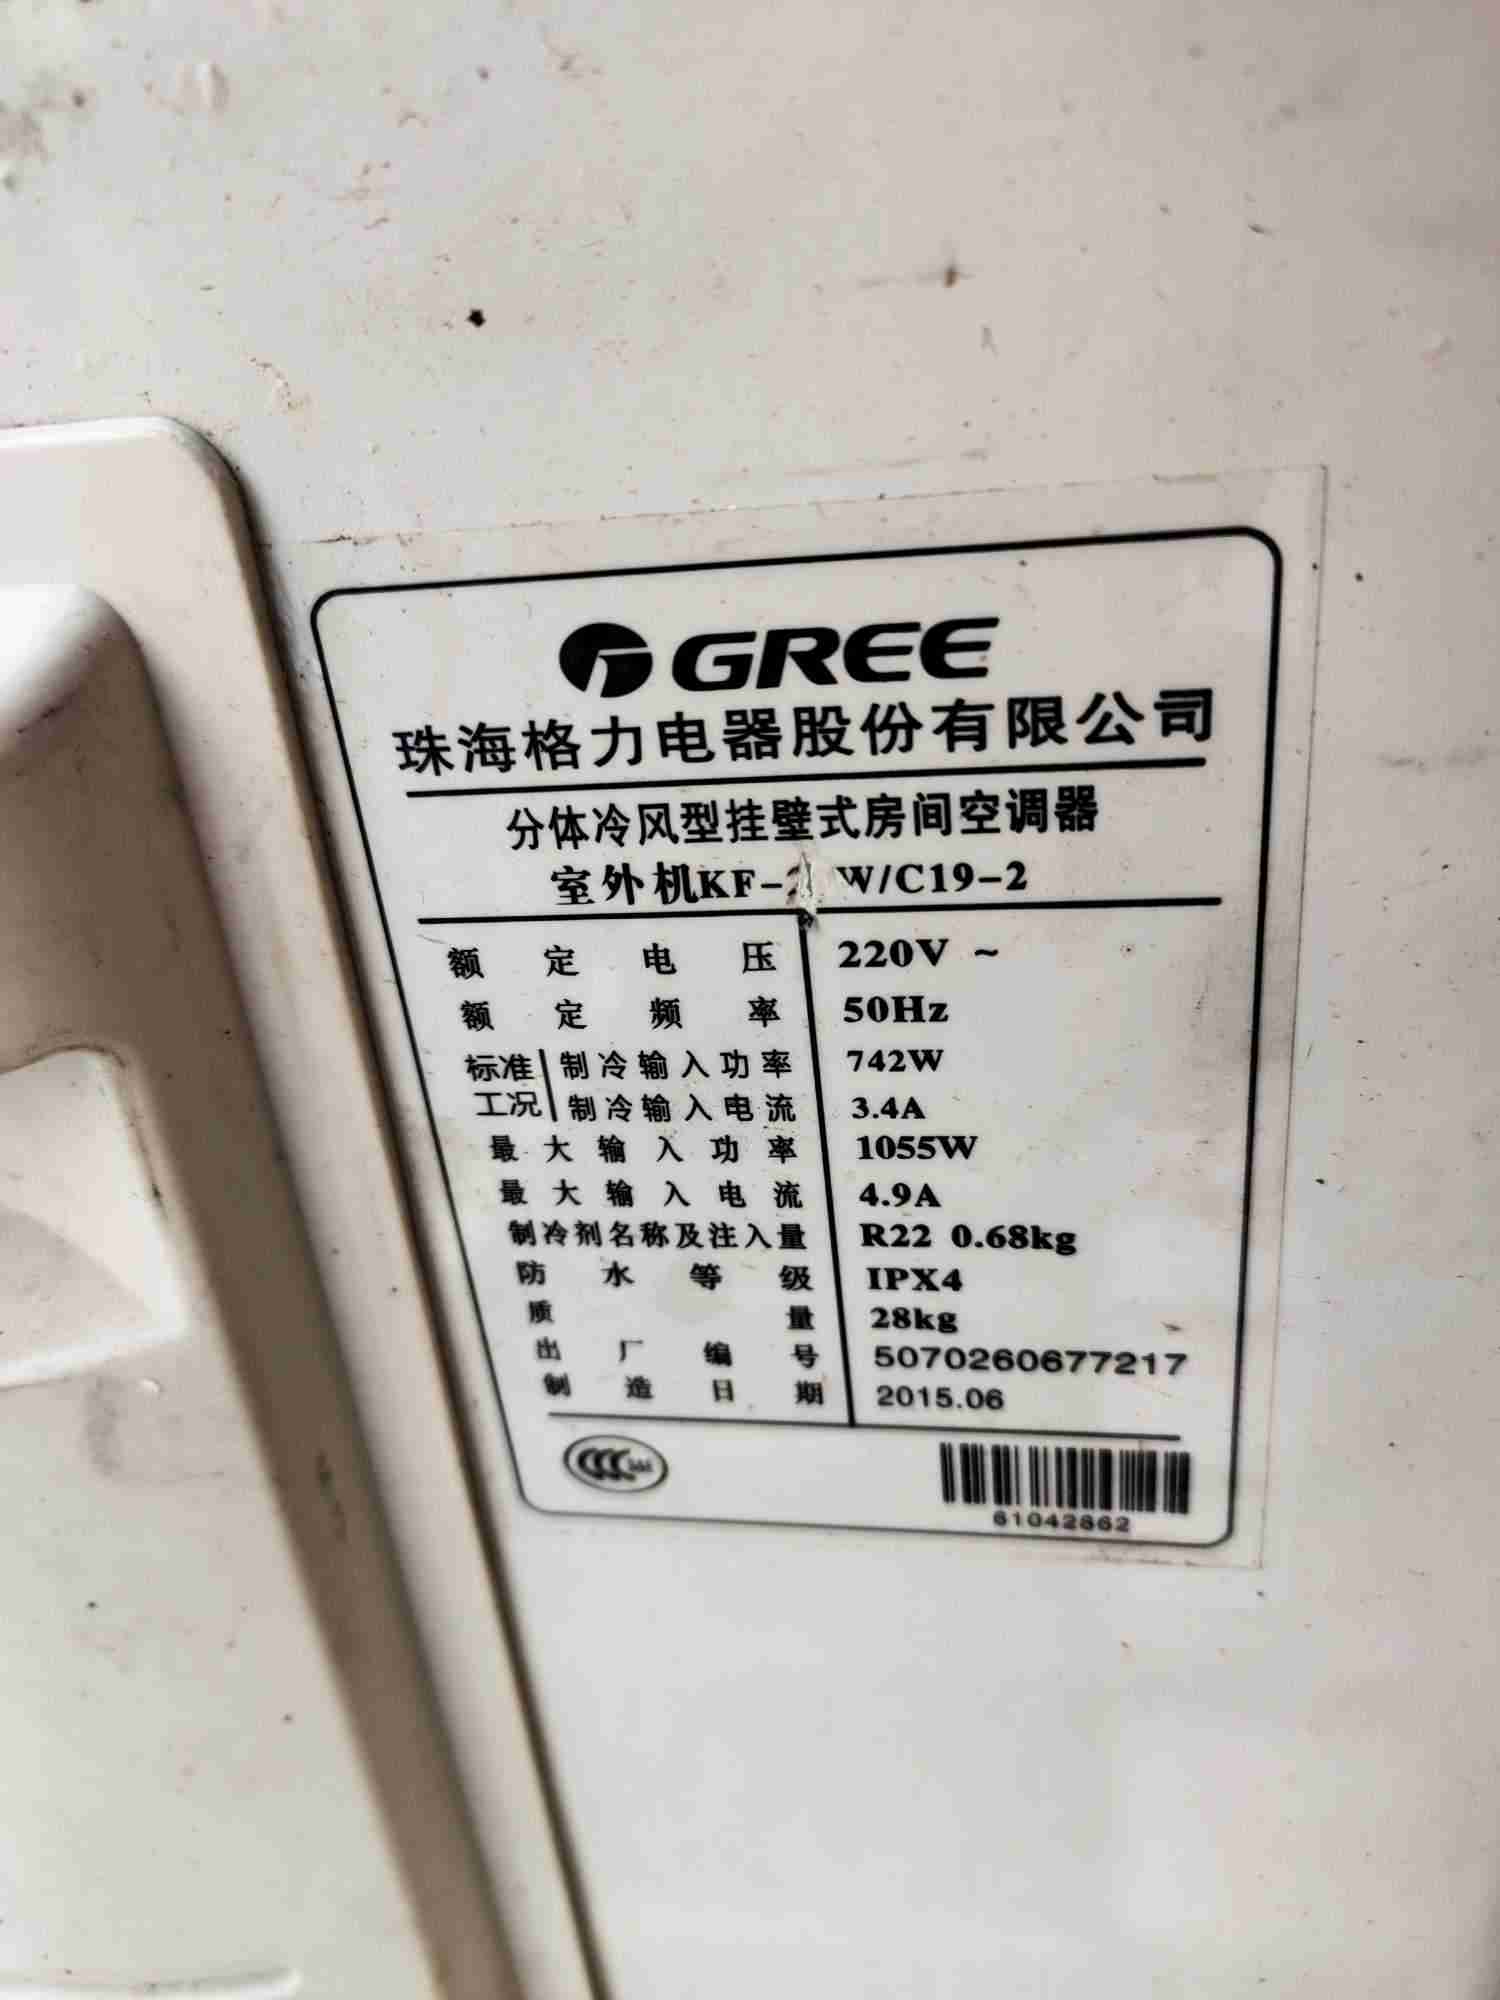 GREE
珠海格力电器股份有限公司
分体冷风型挂壁式房间空调器
室外机KF-2 W/C19-2
额定电压 220V ~
额定频率 50Hz
标准工况 制冷输入功率 742W
制冷输入电流 3.4A
最大输入功率 1055W
最大输入电流 4.9A
制冷剂名称及注入量 R22 0.68kg
防水等级 IPX4
质量 28kg
出厂编号 5070260677217
制造日期 2015.06
CCC
61042862